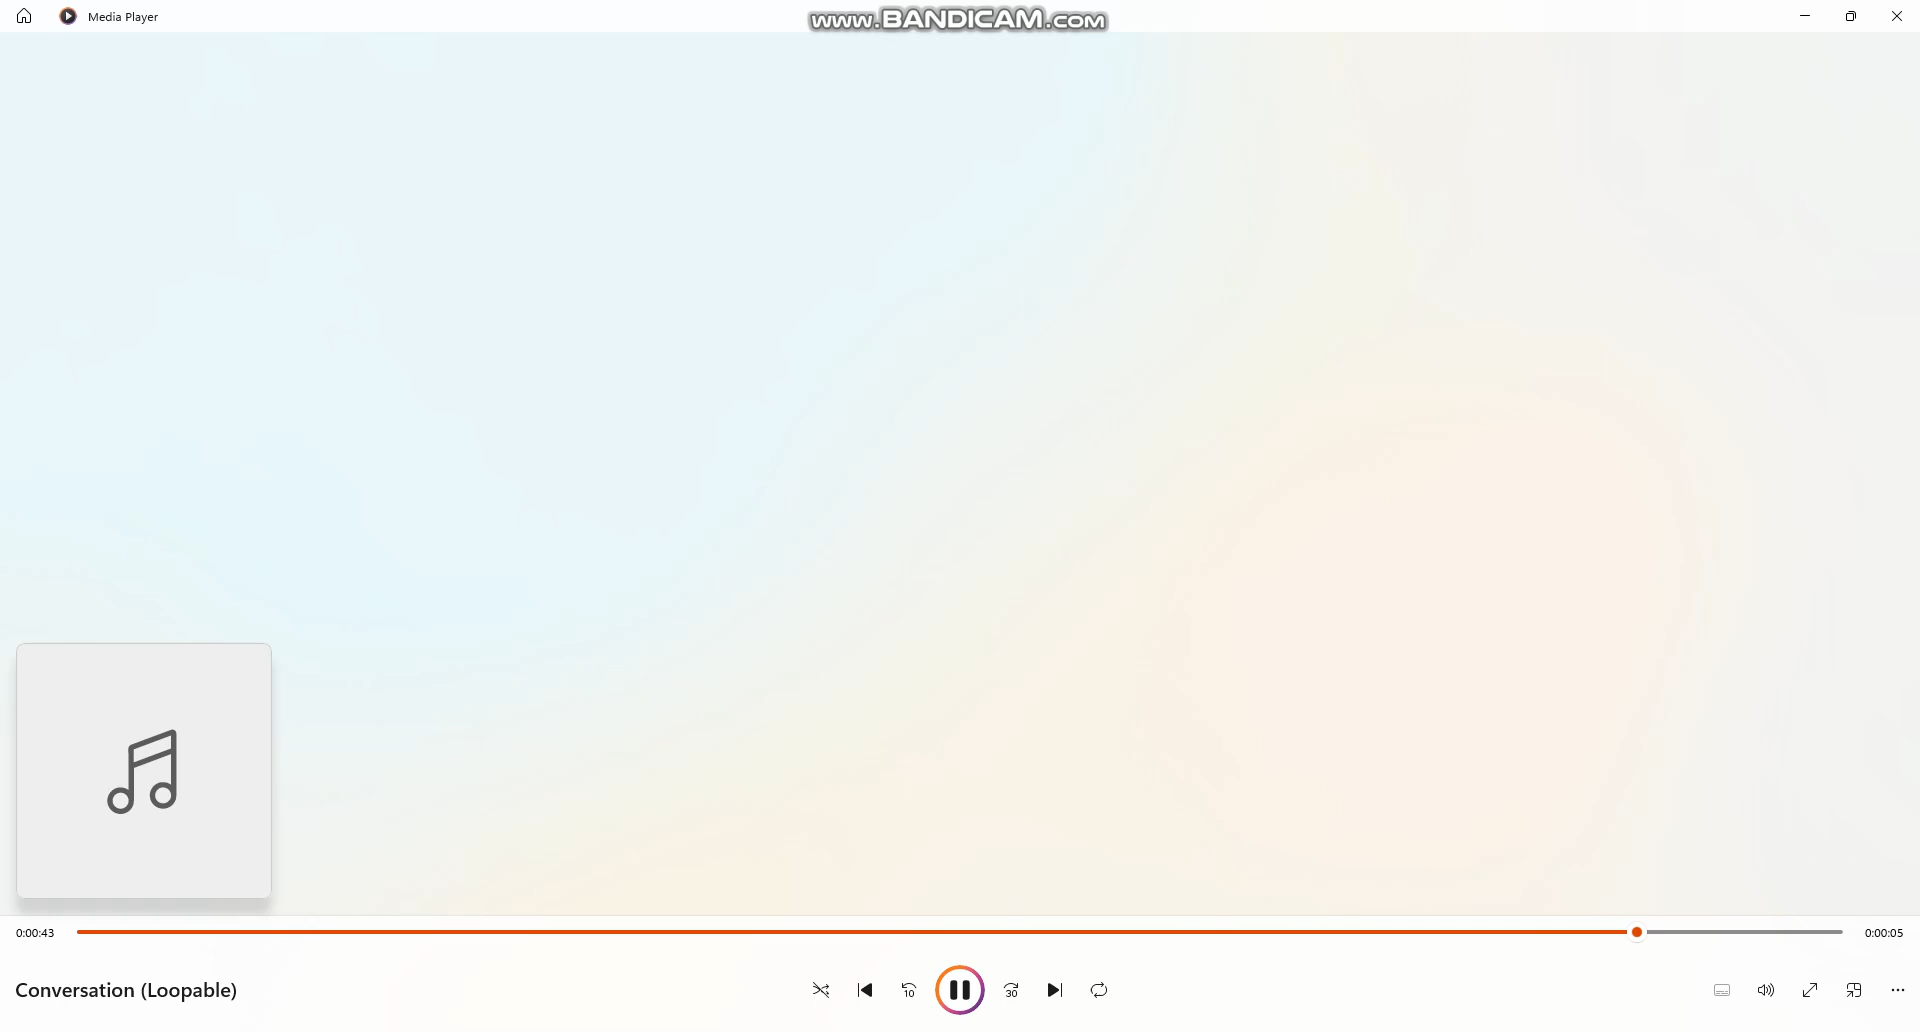 Media Player
www.BANDICAM.com
0:00:43
0:00:05
Conversation (Loopable)
10
30